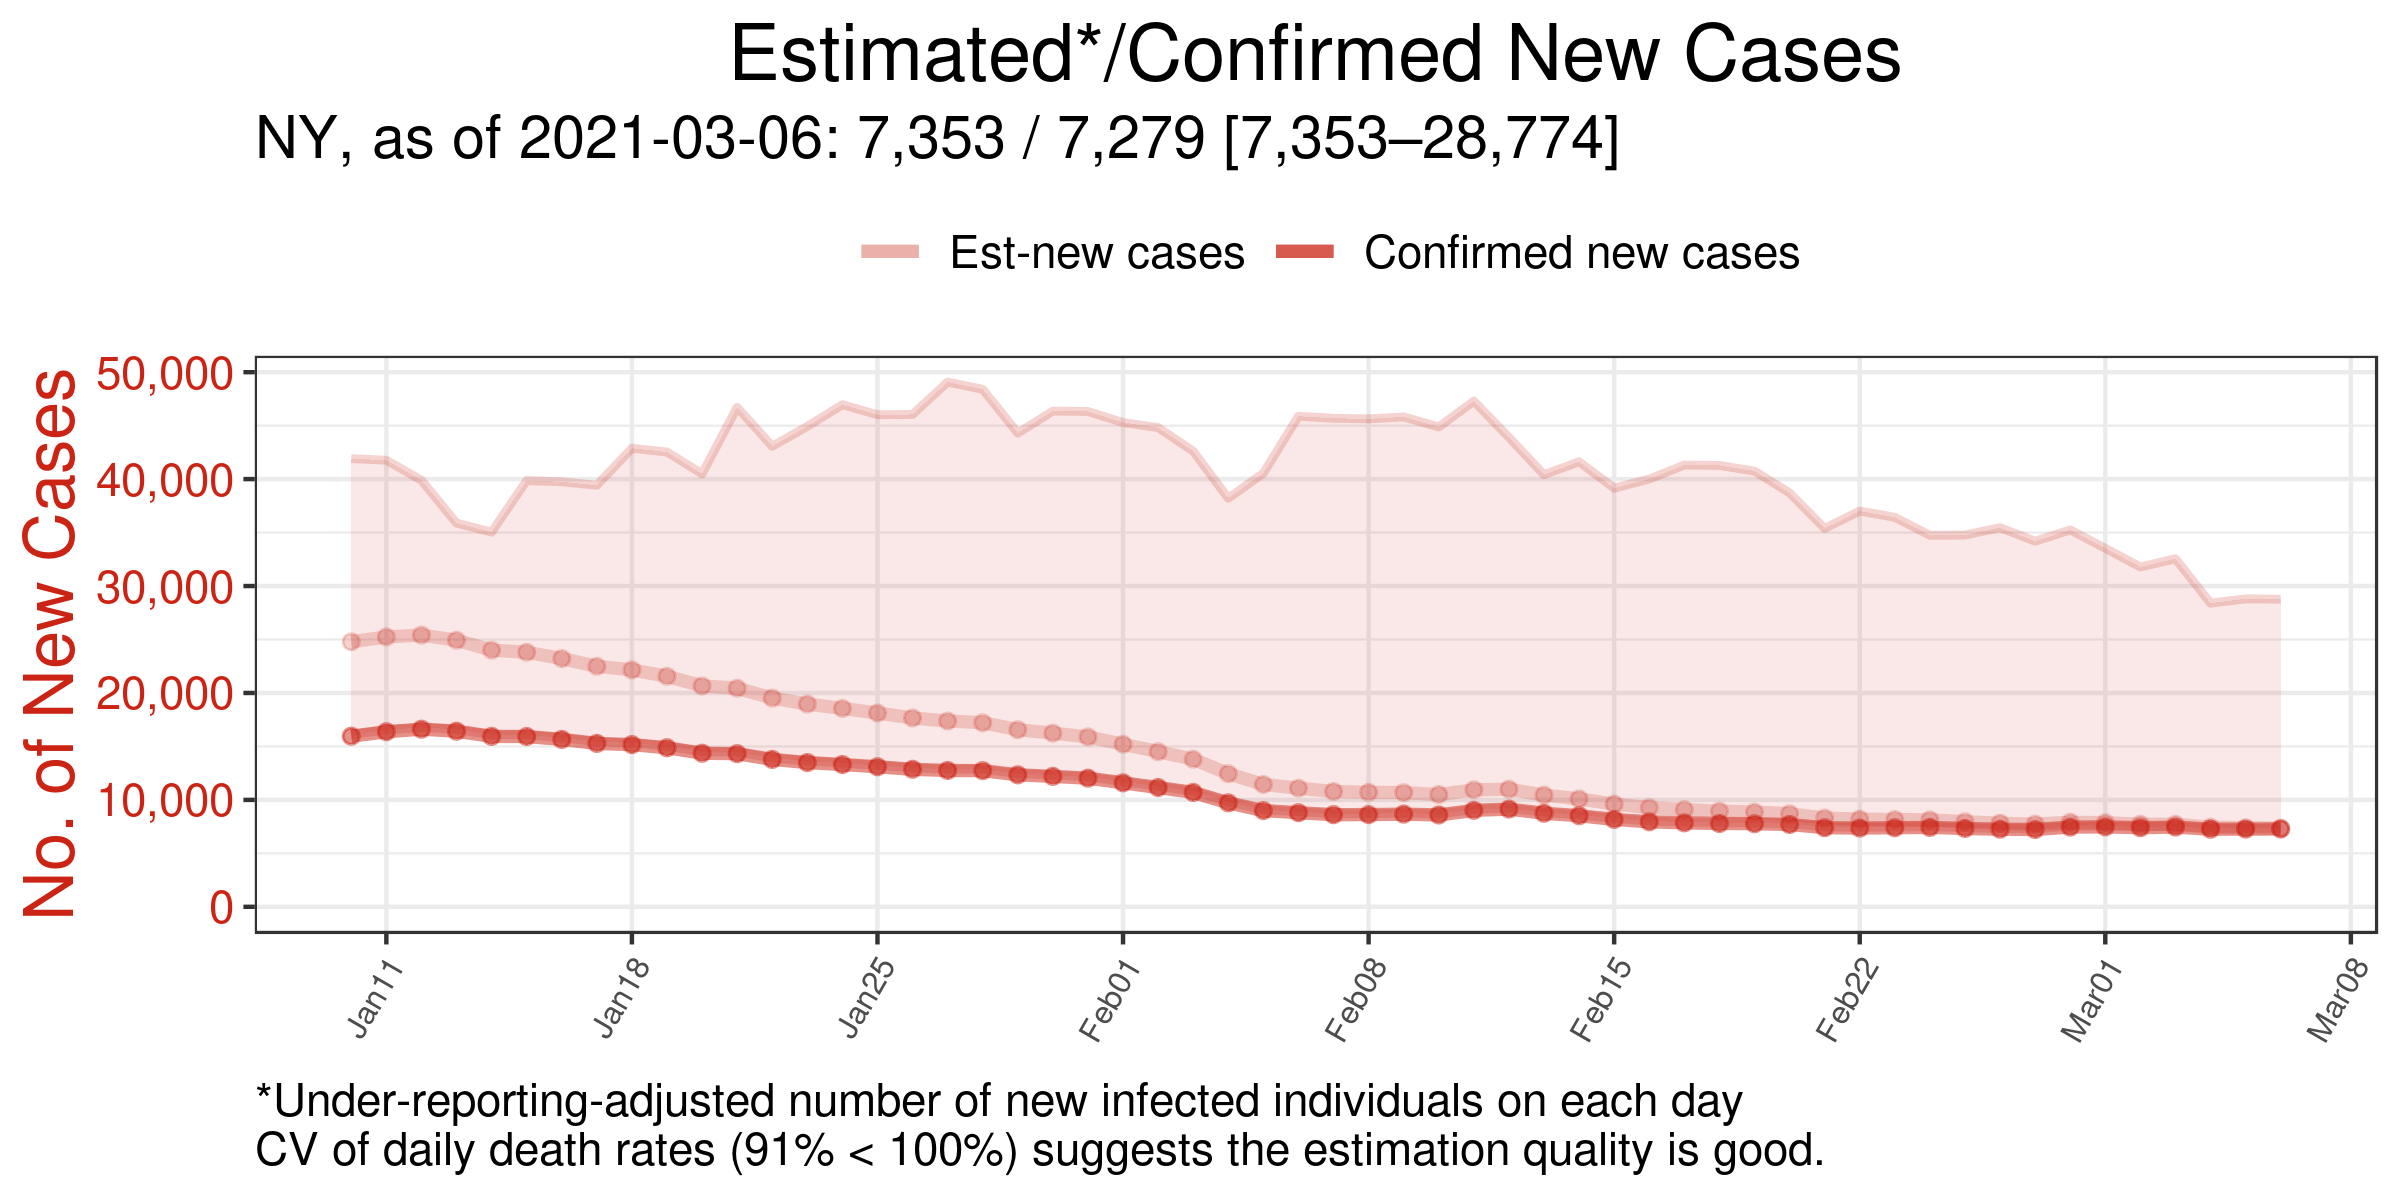 Estimated*/Confirmed New Cases
NY, as of 2021-03-06: 7,353 / 7,279 [7,353–28,774]
Est-new cases
Confirmed new cases
No. of New Cases
50,000
40,000
30,000
20,000
10,000
0
Jan11
Jan18
Jan25
Feb01
Feb08
Feb15
Feb22
Mar01
Mar08
*Under-reporting-adjusted number of new infected individuals on each day
CV of daily death rates (91% < 100%) suggests the estimation quality is good.